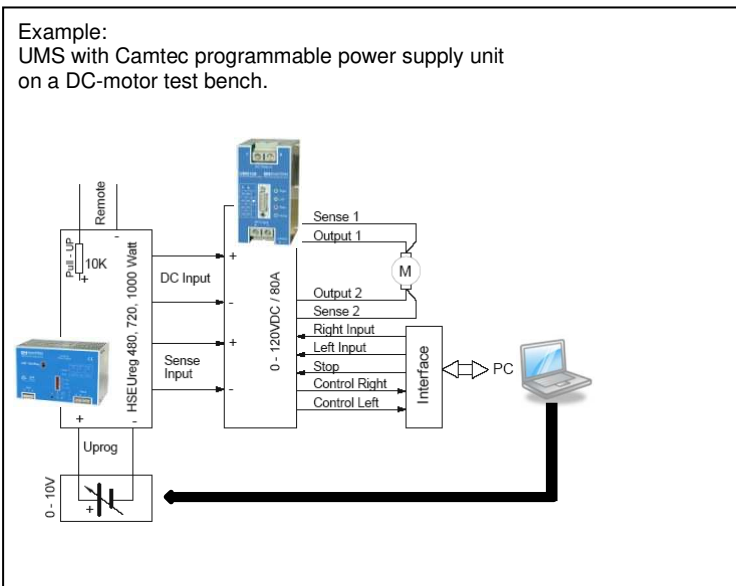 Example:
UMS with Camtec programmable power supply unit
on a DC-motor test bench.
Remote
-
Pull - UP
10K
+
HSEUreg 480, 720, 1000 Watt
+
-
Uprog
0 - 10V
+
DC Input
Sense
Input
+
-
+
-
0 - 120VDC / 80A
Sense 1
Output 1
M
Output 2
Sense 2
Right Input
Left Input
Stop
Control Right
Control Left
Interface
PC